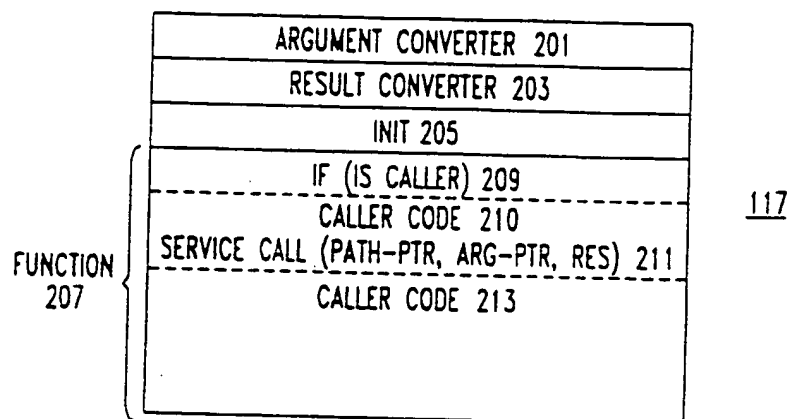 ARGUMENT CONVERTER 201
RESULT CONVERTER 203
INIT 205
IF (IS CALLER) 209
CALLER CODE 210
SERVICE CALL (PATH-PTR, ARG-PTR, RES) 211
CALLER CODE 213
FUNCTION
207
117